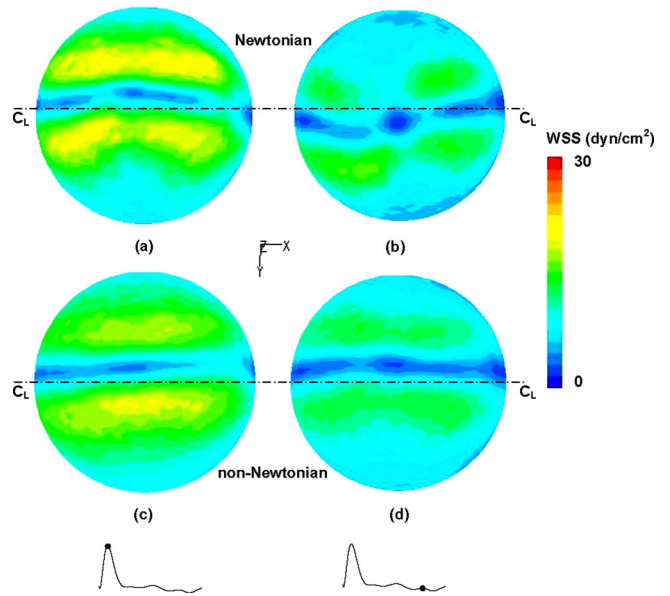 Newtonian
C_L
C_L
WSS (dyn/cm²)
30
0
(a)
(b)
Z X
Y
C_L
C_L
non-Newtonian
(c)
(d)